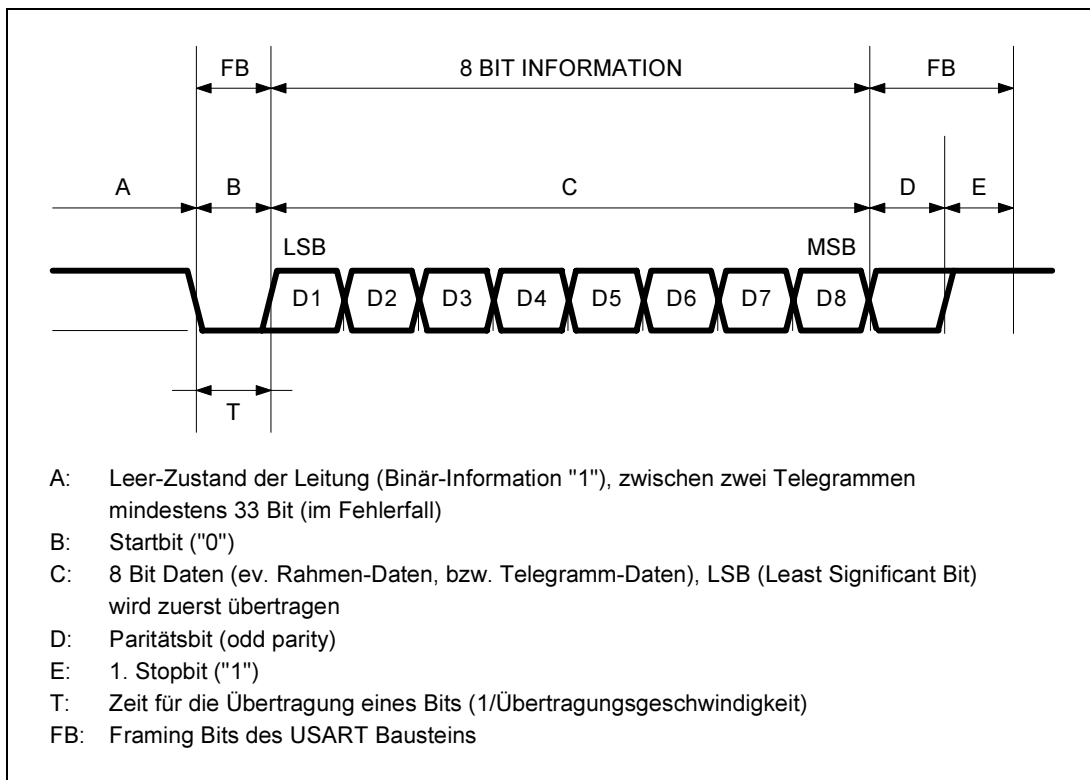 FB 8 BIT INFORMATION FB
A B C D E
LSB MSB
D1 D2 D3 D4 D5 D6 D7 D8
T
A: Leer-Zustand der Leitung (Binär-Information "1"), zwischen zwei Telegrammen
mindestens 33 Bit (im Fehlerfall)
B: Startbit ("0")
C: 8 Bit Daten (ev. Rahmen-Daten, bzw. Telegramm-Daten), LSB (Least Significant Bit)
wird zuerst übertragen
D: Paritätsbit (odd parity)
E: 1. Stopbit ("1")
T: Zeit für die Übertragung eines Bits (1/Übertragungsgeschwindigkeit)
FB: Framing Bits des USART Bausteins